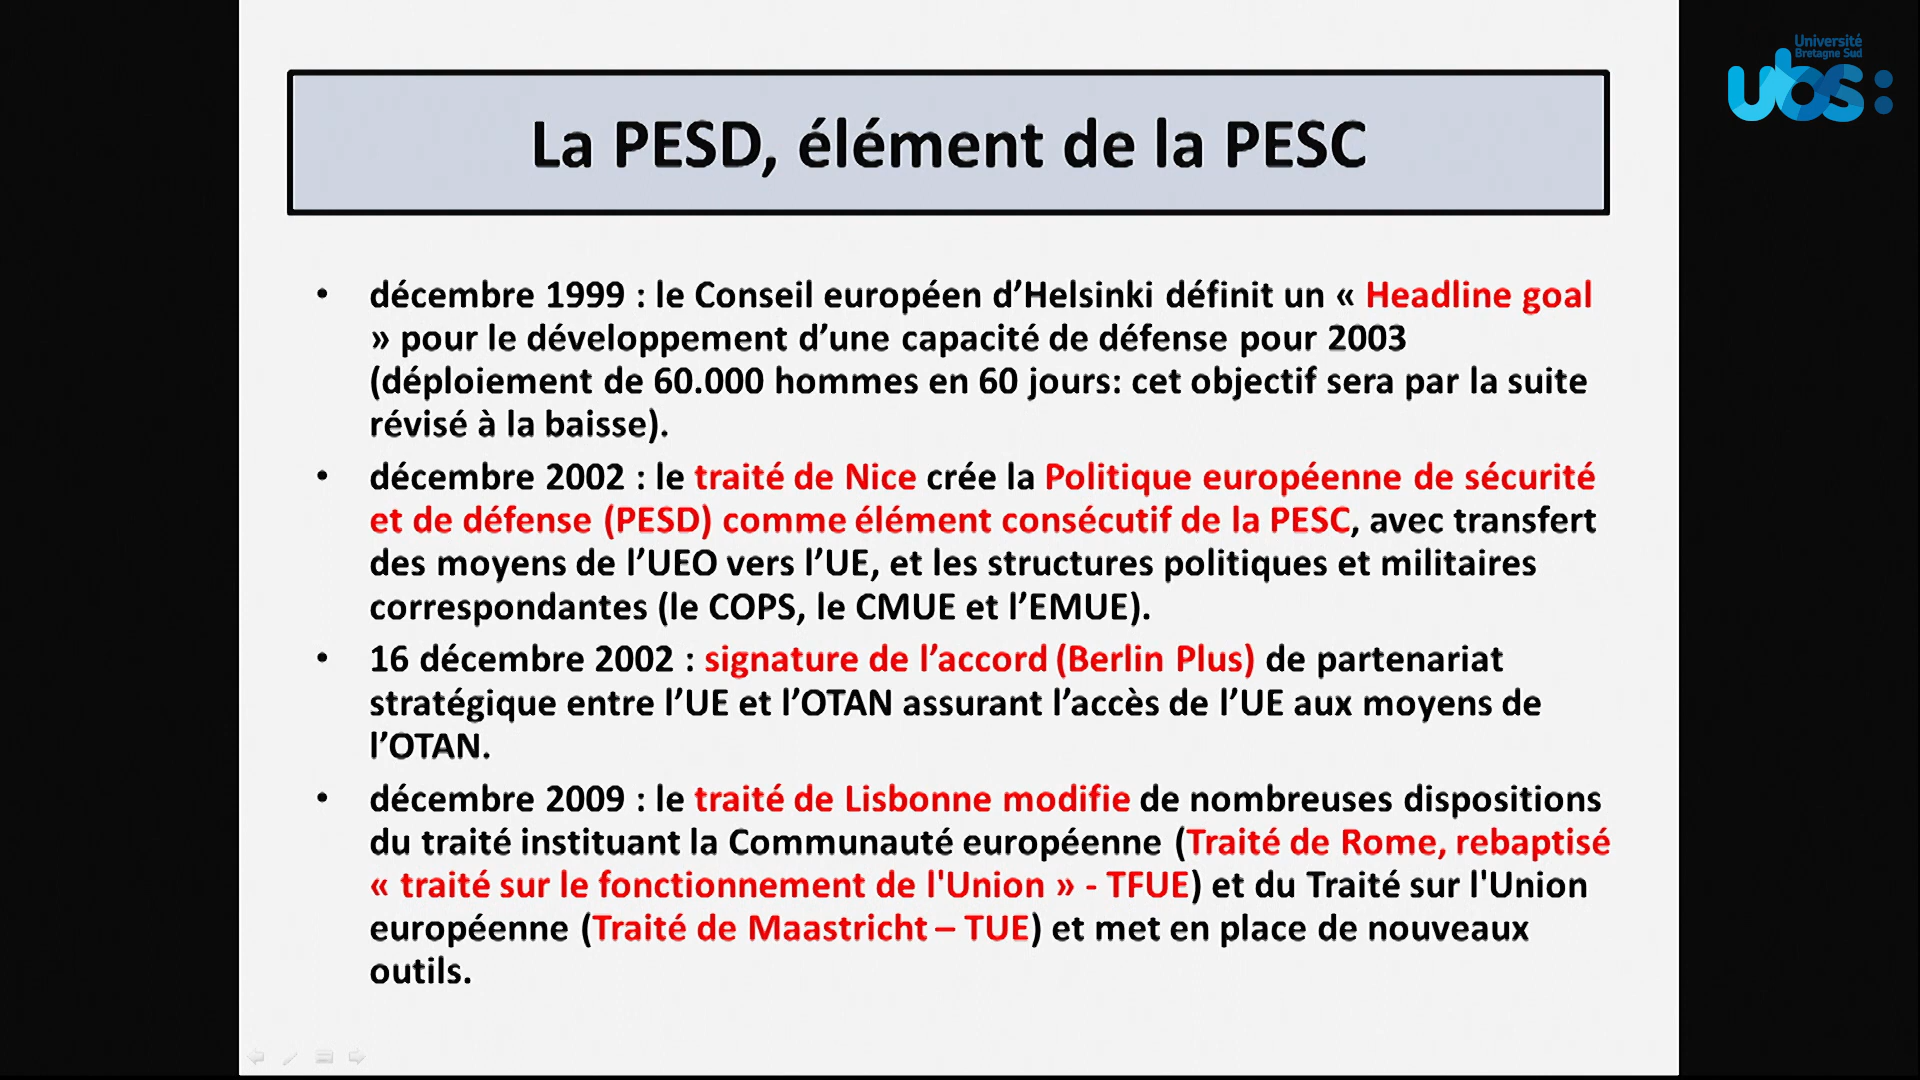 Université
Bretagne Sud
ubs:
La PESD, élément de la PESC
• décembre 1999 : le Conseil européen d’Helsinki définit un « Headline goal
» pour le développement d’une capacité de défense pour 2003
(déploiement de 60.000 hommes en 60 jours: cet objectif sera par la suite
révisé à la baisse).
• décembre 2002 : le traité de Nice crée la Politique européenne de sécurité
et de défense (PESD) comme élément consécutif de la PESC, avec transfert
des moyens de l’UEO vers l’UE, et les structures politiques et militaires
correspondantes (le COPS, le CMUE et l’EMUE).
• 16 décembre 2002 : signature de l’accord (Berlin Plus) de partenariat
stratégique entre l’UE et l’OTAN assurant l’accès de l’UE aux moyens de
l’OTAN.
• décembre 2009 : le traité de Lisbonne modifie de nombreuses dispositions
du traité instituant la Communauté européenne (Traité de Rome, rebaptisé
« traité sur le fonctionnement de l'Union » - TFUE) et du Traité sur l'Union
européenne (Traité de Maastricht – TUE) et met en place de nouveaux
outils.